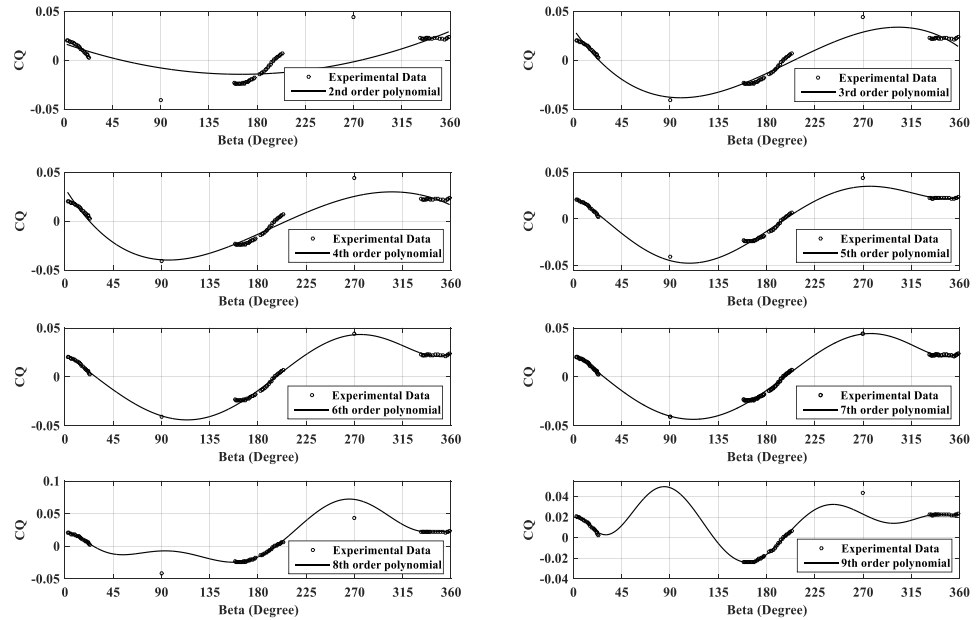 0.05
CQ
0
-0.05
Experimental Data
2nd order polynomial
0 45 90 135 180 225 270 315 360
Beta (Degree)
0.05
CQ
0
-0.05
Experimental Data
3rd order polynomial
0 45 90 135 180 225 270 315 360
Beta (Degree)
0.05
CQ
0
-0.05
Experimental Data
4th order polynomial
0 45 90 135 180 225 270 315 360
Beta (Degree)
0.05
CQ
0
-0.05
Experimental Data
5th order polynomial
0 45 90 135 180 225 270 315 360
Beta (Degree)
0.05
CQ
0
-0.05
Experimental Data
6th order polynomial
0 45 90 135 180 225 270 315 360
Beta (Degree)
0.05
CQ
0
-0.05
Experimental Data
7th order polynomial
0 45 90 135 180 225 270 315 360
Beta (Degree)
0.1
0.05
CQ
0
-0.05
Experimental Data
8th order polynomial
0 45 90 135 180 225 270 315 360
Beta (Degree)
0.04
0.02
CQ
0
-0.02
-0.04
Experimental Data
9th order polynomial
0 45 90 135 180 225 270 315 360
Beta (Degree)